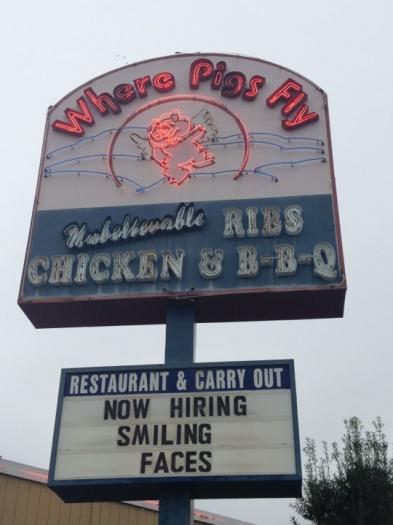 Where Pigs Fly
Unbelievable RIBS
CHICKEN & B-B-Q
RESTAURANT & CARRY OUT
NOW HIRING
SMILING
FACES